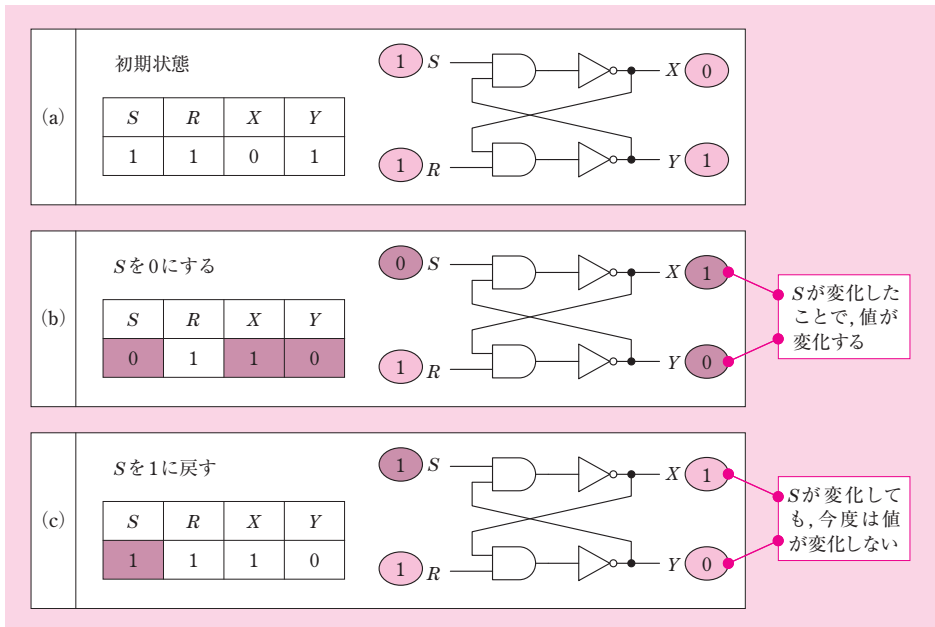 (a)
初期状態
S R X Y
1 1 0 1
1 S
1 R
X 0
Y 1
(b)
Sを0にする
S R X Y
0 1 1 0
0 S
1 R
X 1
Y 0
Sが変化した
ことで,値が
変化する
(c)
Sを1に戻す
S R X Y
1 1 1 0
1 S
1 R
X 1
Y 0
Sが変化して
も,今度は値
が変化しない